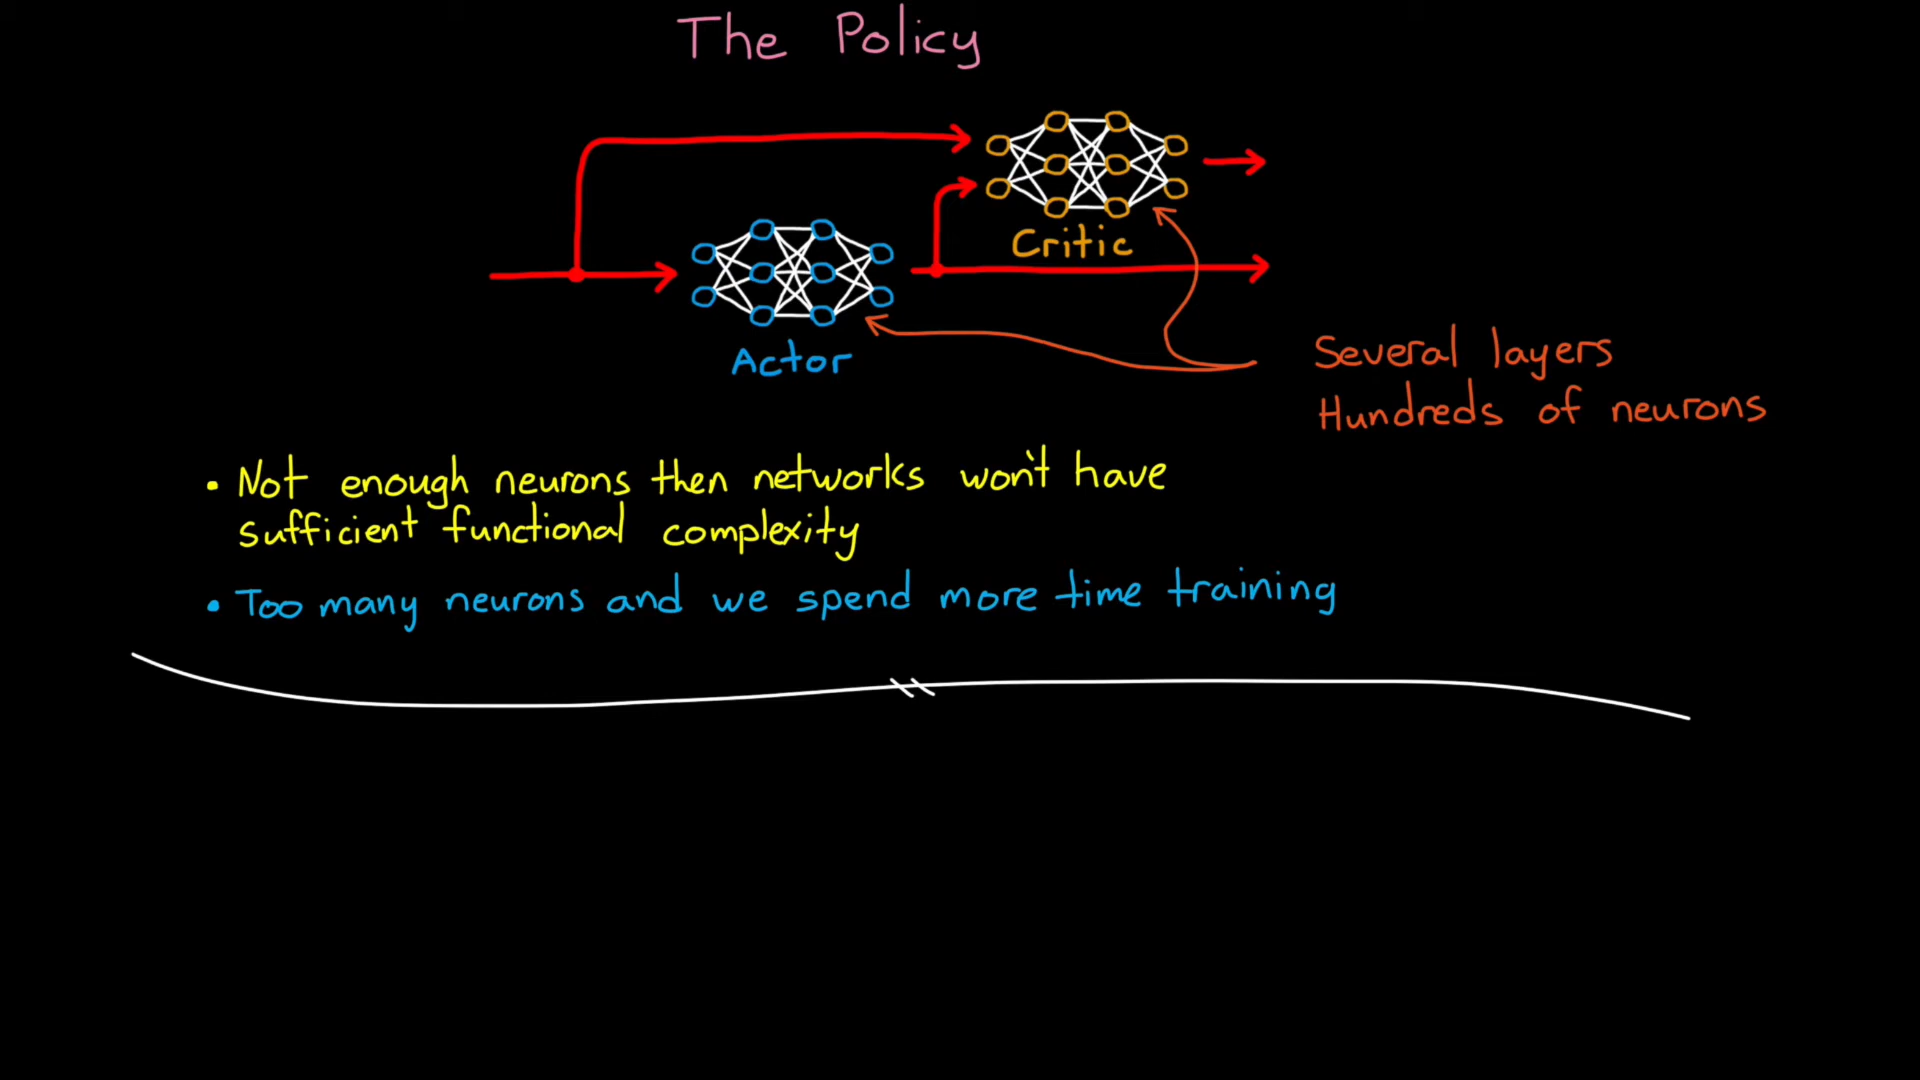 The Policy
Critic
Actor
Several layers
Hundreds of neurons
• Not enough neurons then networks won't have
sufficient functional complexity
• Too many neurons and we spend more time training